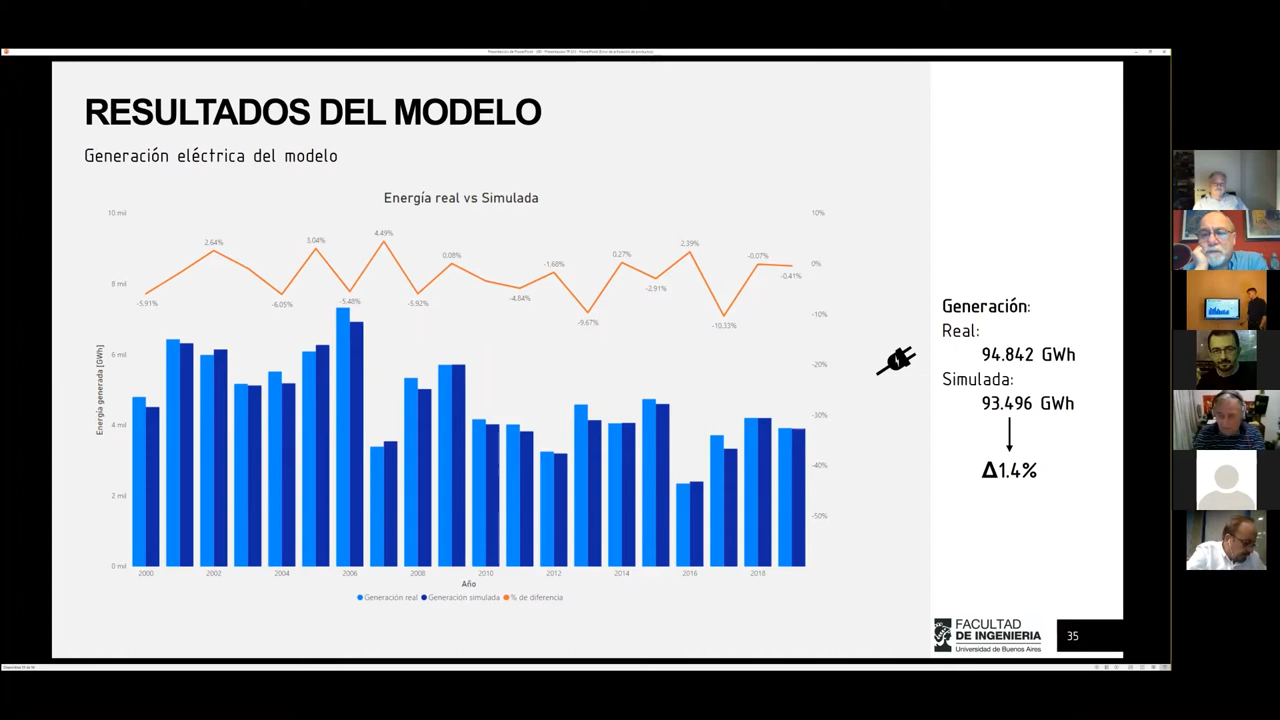 RESULTADOS DEL MODELO
Generación eléctrica del modelo
Energía real vs Simulada
10 mil
8 mil
6 mil
4 mil
2 mil
0 mil
Energía generada [GWh]
10%
0%
-10%
-20%
-30%
-40%
-50%
-5.91%
2.64%
-6.05%
3.04%
-5.48%
4.49%
-5.92%
0.08%
-4.84%
-1.68%
-9.67%
0.27%
-2.91%
2.39%
-10.33%
-0.07%
-0.41%
2000
2002
2004
2006
2008
2010
2012
2014
2016
2018
Año
Generación real
Generación simulada
% de diferencia
Generación:
Real:
94.842 GWh
Simulada:
93.496 GWh
Δ1.4%
FACULTAD
DE INGENIERIA
Universidad de Buenos Aires
35